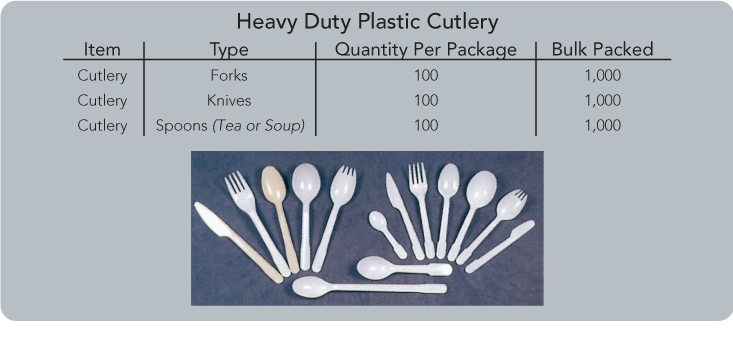 Heavy Duty Plastic Cutlery
Item Type Quantity Per Package Bulk Packed
Cutlery Forks 100 1,000
Cutlery Knives 100 1,000
Cutlery Spoons (Tea or Soup) 100 1,000